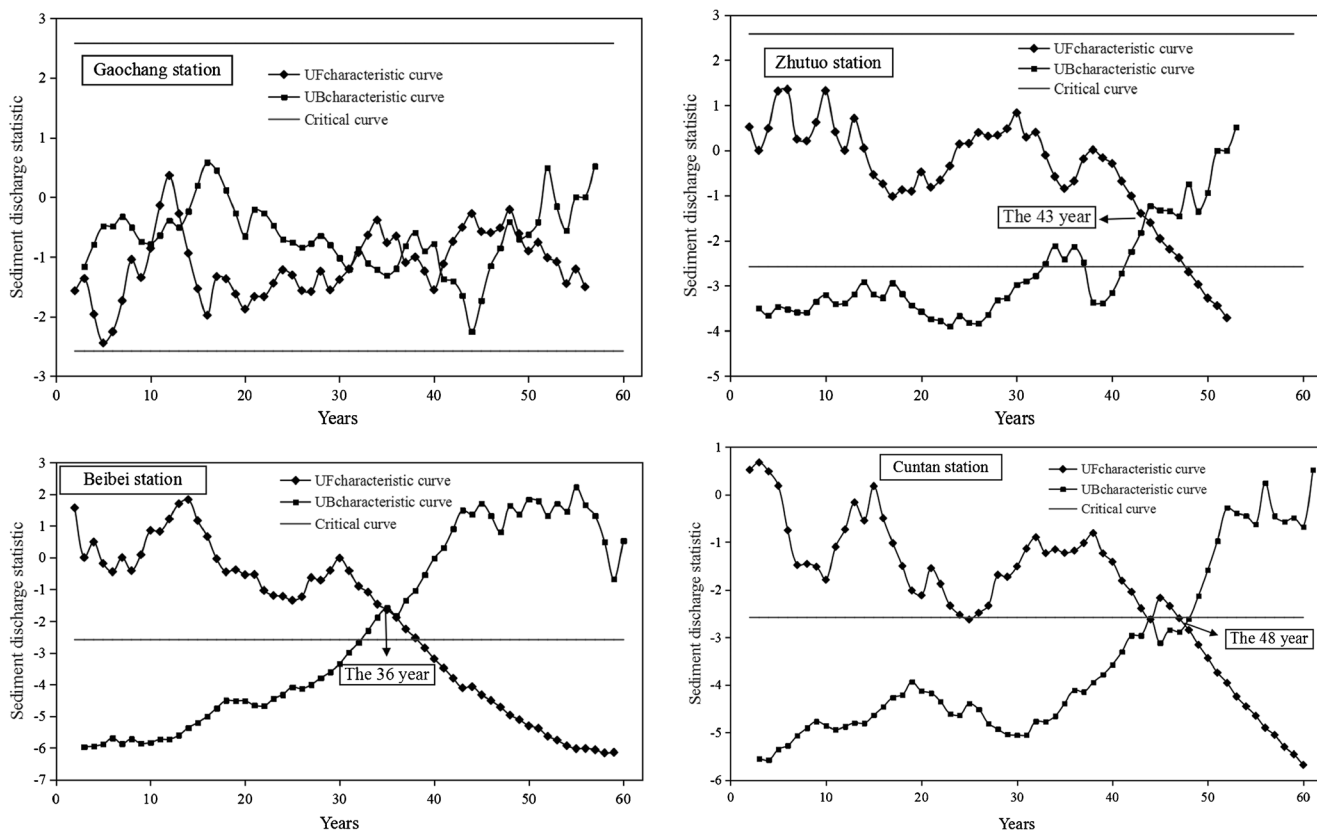 Gaochang station
UFcharacteristic curve
UBcharacteristic curve
Critical curve
Sediment discharge statistic
3
2
1
0
-1
-2
-3
0
10
20
30
40
50
60
Years
Zhutuo station
UFcharacteristic curve
UBcharacteristic curve
Critical curve
The 43 year
Sediment discharge statistic
3
2
1
0
-1
-2
-3
-4
-5
0
10
20
30
40
50
60
Years
Beibei station
UFcharacteristic curve
UBcharacteristic curve
Critical curve
The 36 year
Sediment discharge statistic
3
2
1
0
-1
-2
-3
-4
-5
-6
-7
0
10
20
30
40
50
60
Years
Cuntan station
UFcharacteristic curve
UBcharacteristic curve
Critical curve
The 48 year
Sediment discharge statistic
1
0
-1
-2
-3
-4
-5
-6
0
10
20
30
40
50
60
Years